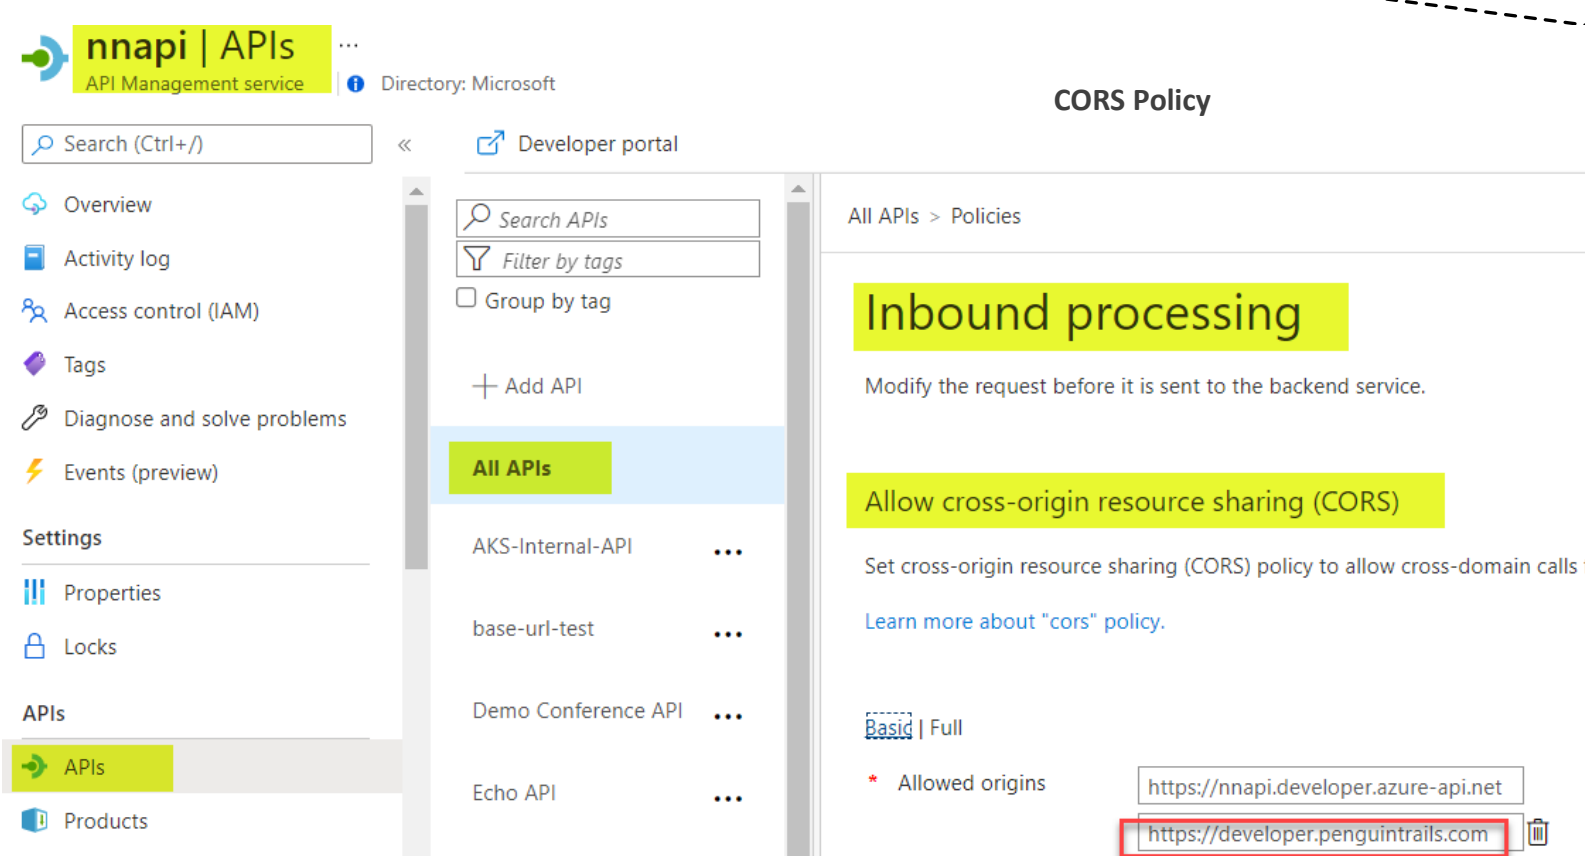 nnapi | APIs ...
API Management service
Directory: Microsoft
CORS Policy
Search (Ctrl+/)
«
Developer portal
Overview
Activity log
Access control (IAM)
Tags
Diagnose and solve problems
Events (preview)
Settings
Properties
Locks
APIs
APIs
Products
Search APIs
Filter by tags
Group by tag
+ Add API
All APIs
AKS-Internal-API ...
base-url-test ...
Demo Conference API ...
Echo API ...
All APIs > Policies
Inbound processing
Modify the request before it is sent to the backend service.
Allow cross-origin resource sharing (CORS)
Set cross-origin resource sharing (CORS) policy to allow cross-domain calls
Learn more about "cors" policy.
Basic | Full
* Allowed origins
https://nnapi.developer.azure-api.net
https://developer.penguintrails.com